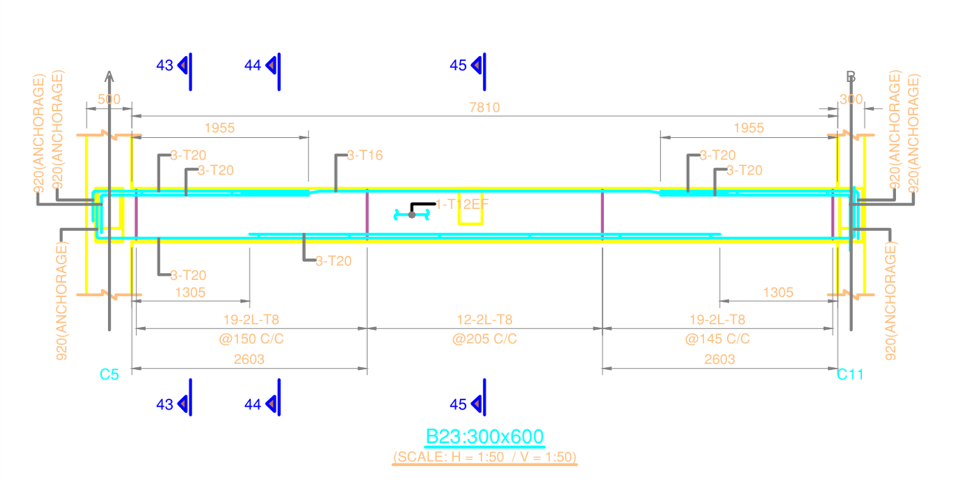 43
44
45
A
B
500
7810
300
920(ANCHORAGE)
920(ANCHORAGE)
920(ANCHORAGE)
920(ANCHORAGE)
1955
1955
3-T20
3-T20
3-T16
3-T20
3-T20
1-T12EF
3-T20
3-T20
920(ANCHORAGE)
920(ANCHORAGE)
1305
1305
19-2L-T8
12-2L-T8
19-2L-T8
@150 C/C
@205 C/C
@145 C/C
2603
2603
C5
C11
43
44
45
B23:300x600
(SCALE: H = 1:50 / V = 1:50)